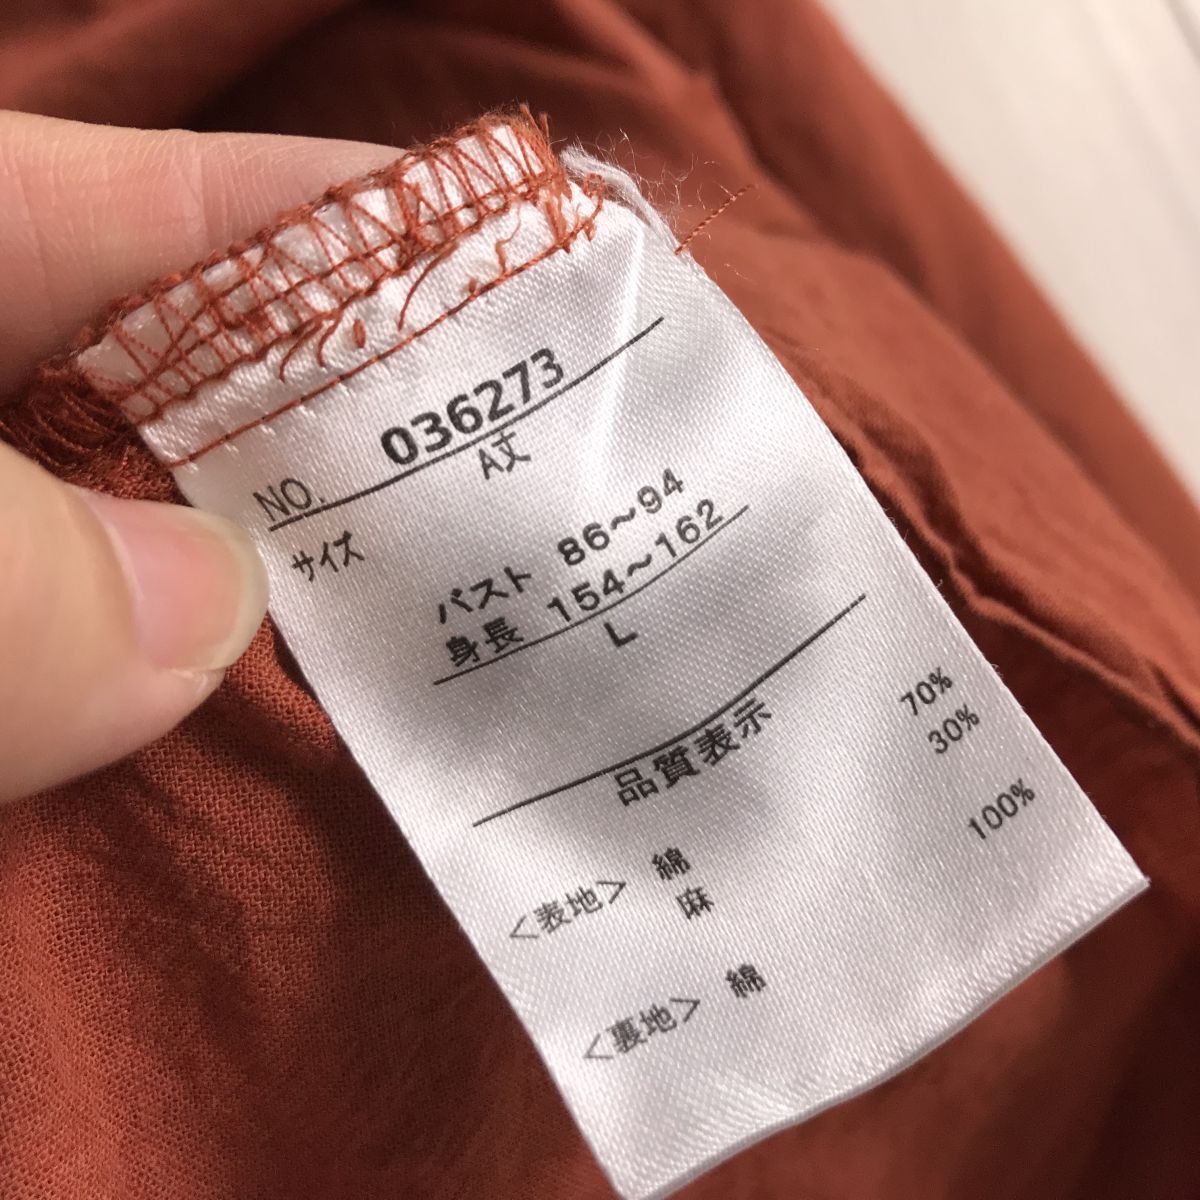 NO. 036273
A丈
サイズ
バスト 86～94
身長 154～162
L
品質表示
＜表地＞ 綿 70%
麻 30%
＜裏地＞ 綿 100%